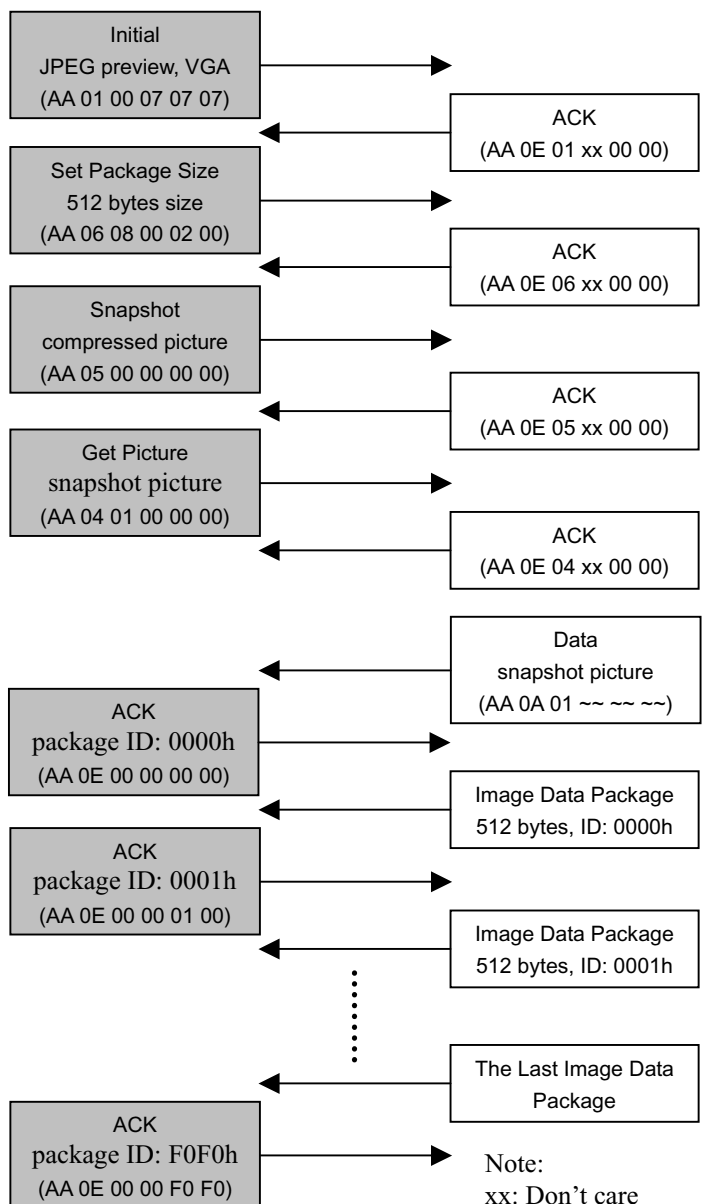 Initial
JPEG preview, VGA
(AA 01 00 07 07 07)
ACK
(AA 0E 01 xx 00 00)
Set Package Size
512 bytes size
(AA 06 08 00 02 00)
ACK
(AA 0E 06 xx 00 00)
Snapshot
compressed picture
(AA 05 00 00 00 00)
ACK
(AA 0E 05 xx 00 00)
Get Picture
snapshot picture
(AA 04 01 00 00 00)
ACK
(AA 0E 04 xx 00 00)
Data
snapshot picture
(AA 0A 01 ~~ ~~ ~~)
ACK
package ID: 0000h
(AA 0E 00 00 00 00)
Image Data Package
512 bytes, ID: 0000h
ACK
package ID: 0001h
(AA 0E 00 00 01 00)
Image Data Package
512 bytes, ID: 0001h
The Last Image Data
Package
ACK
package ID: F0F0h
(AA 0E 00 00 F0 F0)
Note:
xx: Don’t care